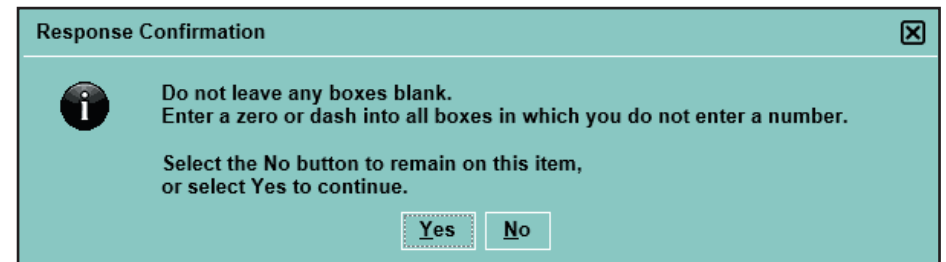 Response Confirmation
Do not leave any boxes blank.
Enter a zero or dash into all boxes in which you do not enter a number.
Select the No button to remain on this item,
or select Yes to continue.
Yes No